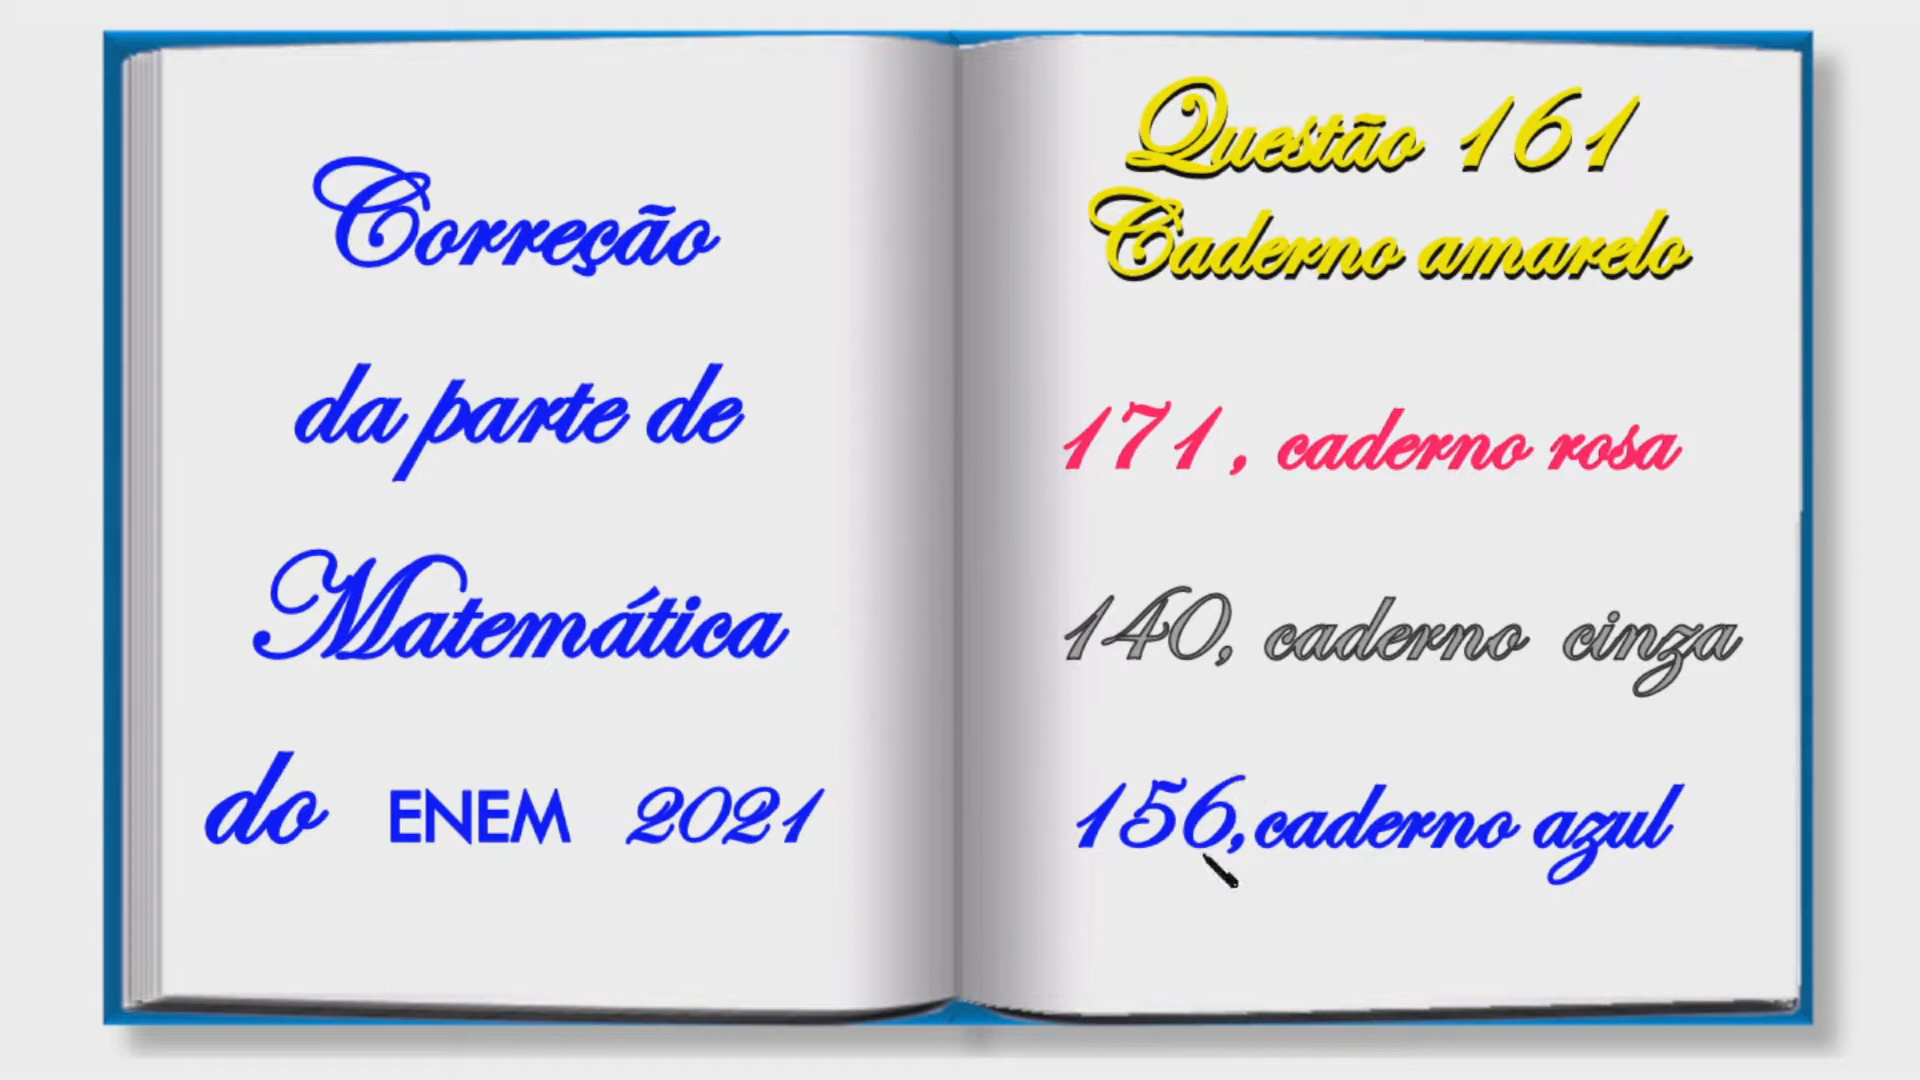 Correção
da parte de
Matemática
do ENEM 2021
Questão 161
Caderno amarelo
171, caderno rosa
140, caderno cinza
156,caderno azul